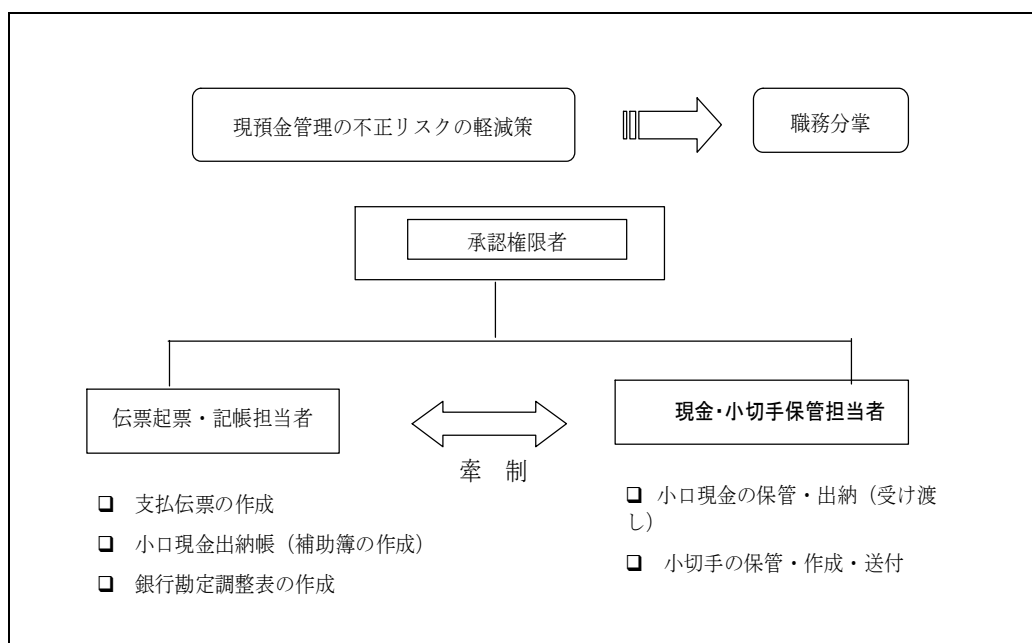 現預金管理の不正リスクの軽減策
職務分掌
承認権限者
伝票起票・記帳担当者
現金・小切手保管担当者
牽 制
❑ 支払伝票の作成
❑ 小口現金出納帳（補助簿の作成）
❑ 銀行勘定調整表の作成
❑ 小口現金の保管・出納（受け渡
し）
❑ 小切手の保管・作成・送付